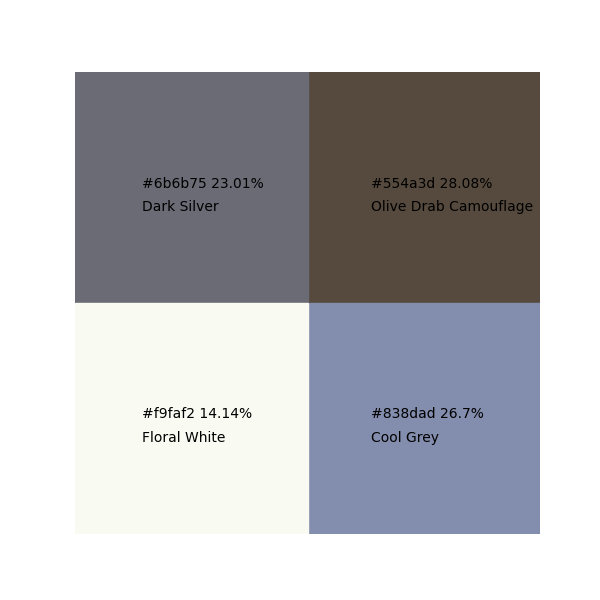 #6b6b75 23.01%
Dark Silver
#554a3d 28.08%
Olive Drab Camouflage
#f9faf2 14.14%
Floral White
#838dad 26.7%
Cool Grey